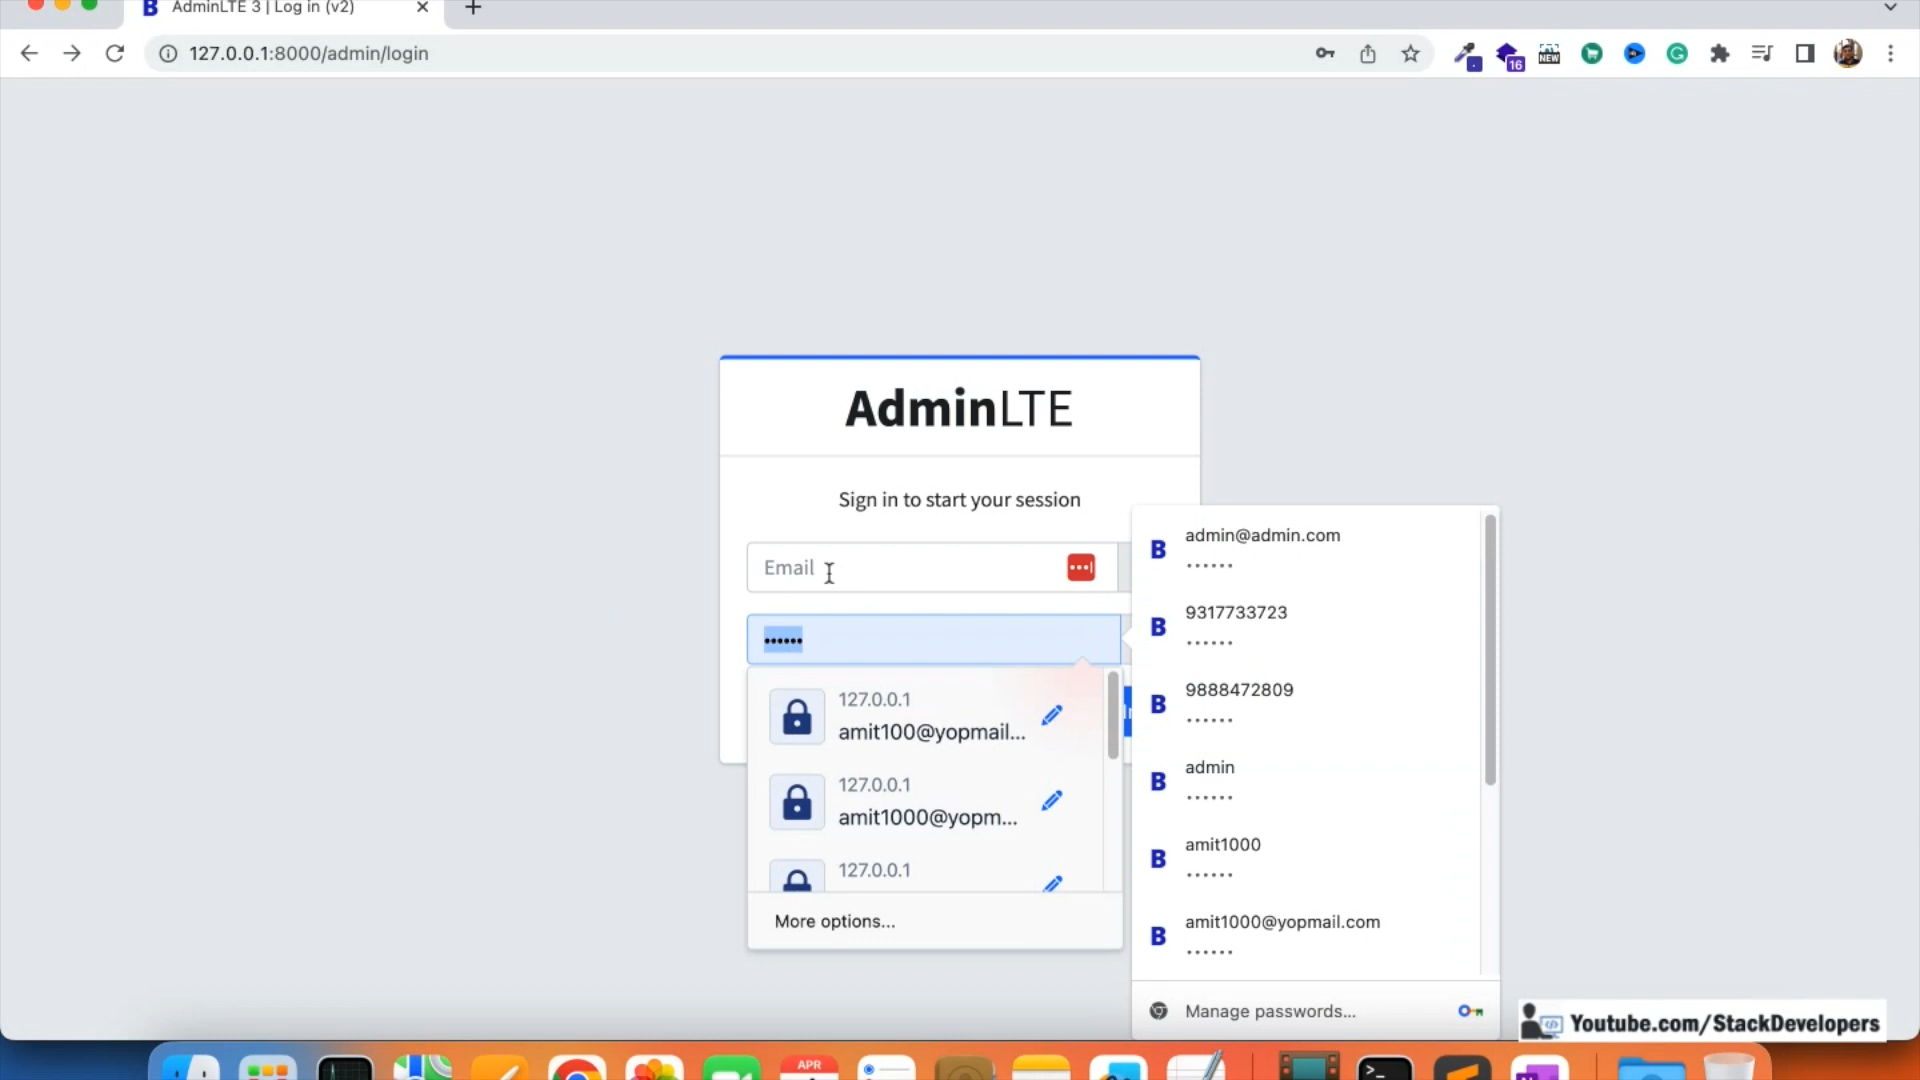 AdminLTE 3 | Log in (v2)
127.0.0.1:8000/admin/login
16
NEW
AdminLTE
Sign in to start your session
Email
••••••
127.0.0.1
amit100@yopmail...
127.0.0.1
amit1000@yopm...
127.0.0.1
More options...
admin@admin.com
••••••
9317733723
••••••
9888472809
••••••
admin
••••••
amit1000
••••••
amit1000@yopmail.com
••••••
Manage passwords...
Youtube.com/StackDevelopers
APR